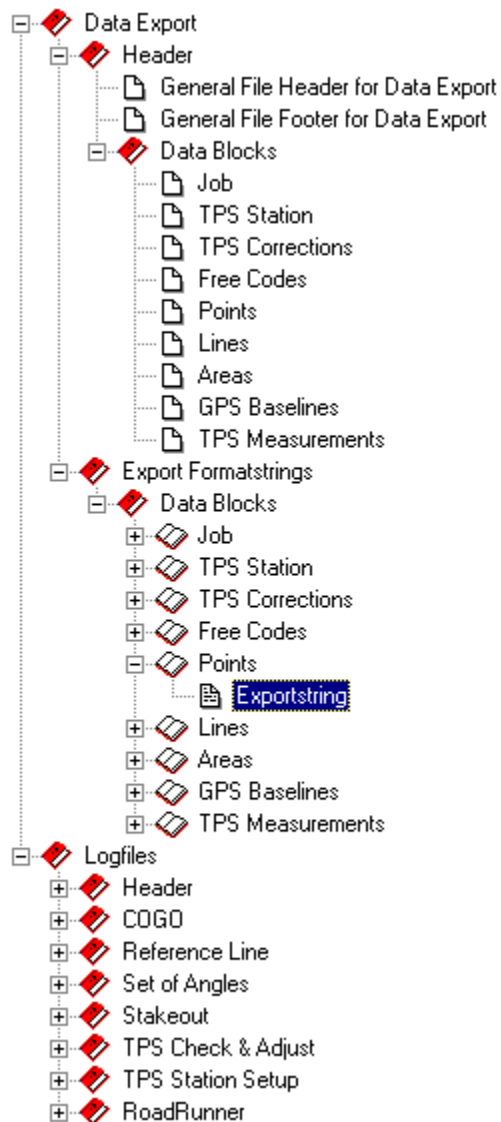 Data Export
Header
General File Header for Data Export
General File Footer for Data Export
Data Blocks
Job
TPS Station
TPS Corrections
Free Codes
Points
Lines
Areas
GPS Baselines
TPS Measurements
Export Formatstrings
Data Blocks
Job
TPS Station
TPS Corrections
Free Codes
Points
Exportstring
Lines
Areas
GPS Baselines
TPS Measurements
Logfiles
Header
COGO
Reference Line
Set of Angles
Stakeout
TPS Check & Adjust
TPS Station Setup
RoadRunner